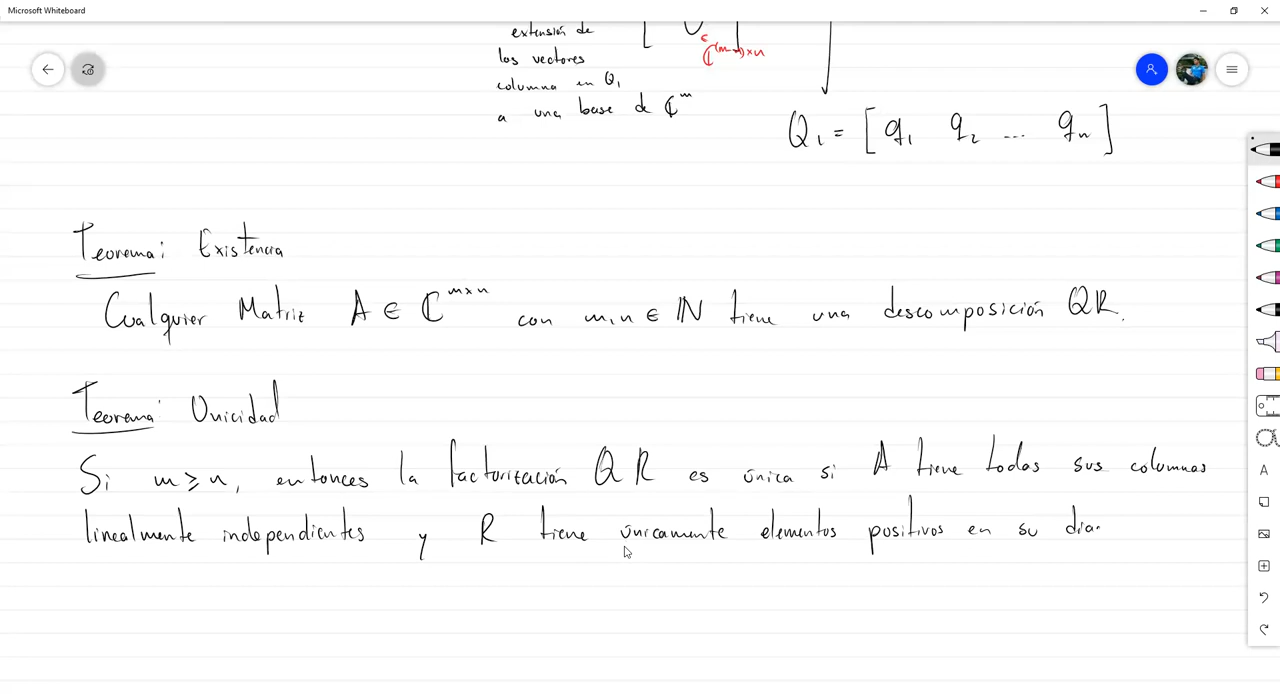 Microsoft Whiteboard
extensión de
los vectores
columna en Q₁
a una base de ℂᵐ
∈ ℂ⁽ᵐ⁻ⁿ⁾ˣⁿ
Q₁ = [ q₁ q₂ ... qₙ ]
Teorema: Existencia
Cualquier Matriz A ∈ ℂᵐˣⁿ con m,n ∈ ℕ tiene una descomposición QR.
Teorema: Unicidad
Si m ≥ n, entonces la factorización QR es única si A tiene todas sus columnas
linealmente independientes y R tiene únicamente elementos positivos en su dia